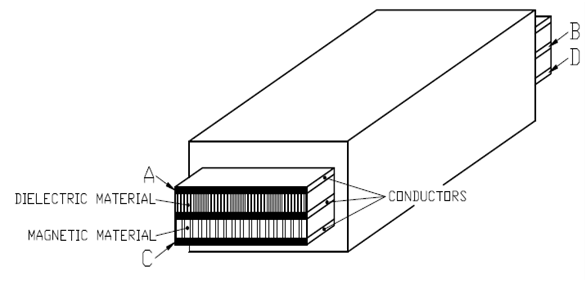 B
D
A
DIELECTRIC MATERIAL
CONDUCTORS
MAGNETIC MATERIAL
C